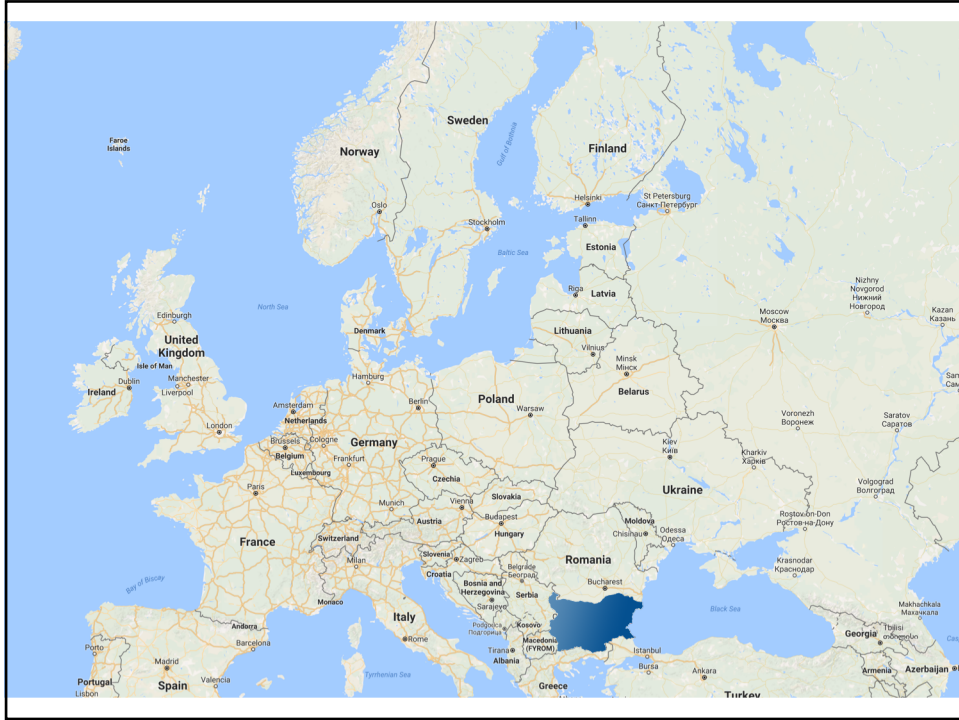 Faroe
Islands
Sweden
Norway
Finland
Gulf of Bothnia
Oslo
Helsinki
St Petersburg
Санкт-Петербург
Stockholm
Tallinn
Estonia
Baltic Sea
Riga
Latvia
Nizhny
Novgorod
Нижний
Новгород
North Sea
Moscow
Москва
Kazan
Казань
Edinburgh
Denmark
Lithuania
Vilnius
United
Kingdom
Isle of Man
Minsk
Мінск
Ireland
Dublin
Manchester
Liverpool
Hamburg
Belarus
Berlin
Poland
Warsaw
Amsterdam
Netherlands
London
Voronezh
Воронеж
Saratov
Саратов
Brussels
Cologne
Germany
Belgium
Frankfurt
Luxembourg
Kiev
Київ
Kharkiv
Харків
Prague
Czechia
Paris
Ukraine
Volgograd
Волгоград
Munich
Vienna
Slovakia
Austria
Budapest
Hungary
Moldova
Chisinau
Odessa
Одеса
Rostov-on-Don
Ростов-на-Дону
France
Switzerland
Milan
Slovenia
Zagreb
Croatia
Romania
Belgrade
Београд
Krasnodar
Краснодар
Bay of Biscay
Bosnia and
Herzegovina
Sarajevo
Serbia
Bucharest
Monaco
Black Sea
Makhachkala
Махачкала
Italy
Andorra
Podgorica
Подгорица
Kosovo
Georgia
Tbilisi
თბილისი
Porto
Barcelona
Rome
Macedonia
(FYROM)
Tirana
Albania
Istanbul
Bursa
Ankara
Madrid
Armenia
Azerbaijan
Portugal
Lisbon
Spain
Valencia
Tyrrhenian Sea
Greece
Turkey